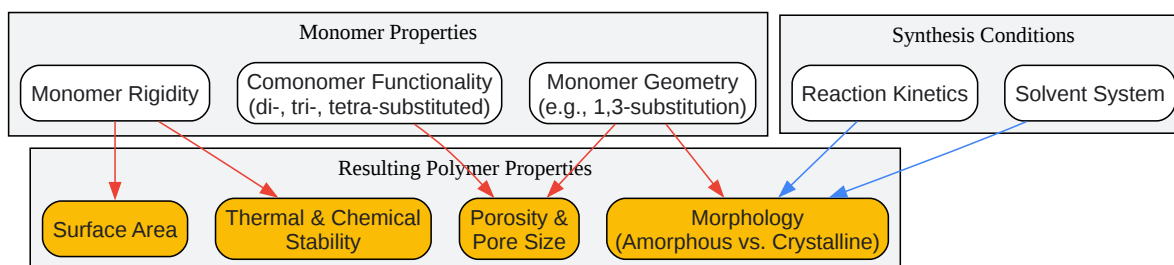 Monomer Properties
Synthesis Conditions
Monomer Rigidity
Comonomer Functionality
(di-, tri-, tetra-substituted)
Monomer Geometry
(e.g., 1,3-substitution)
Reaction Kinetics
Solvent System
Resulting Polymer Properties
Surface Area
Thermal & Chemical
Stability
Porosity &
Pore Size
Morphology
(Amorphous vs. Crystalline)